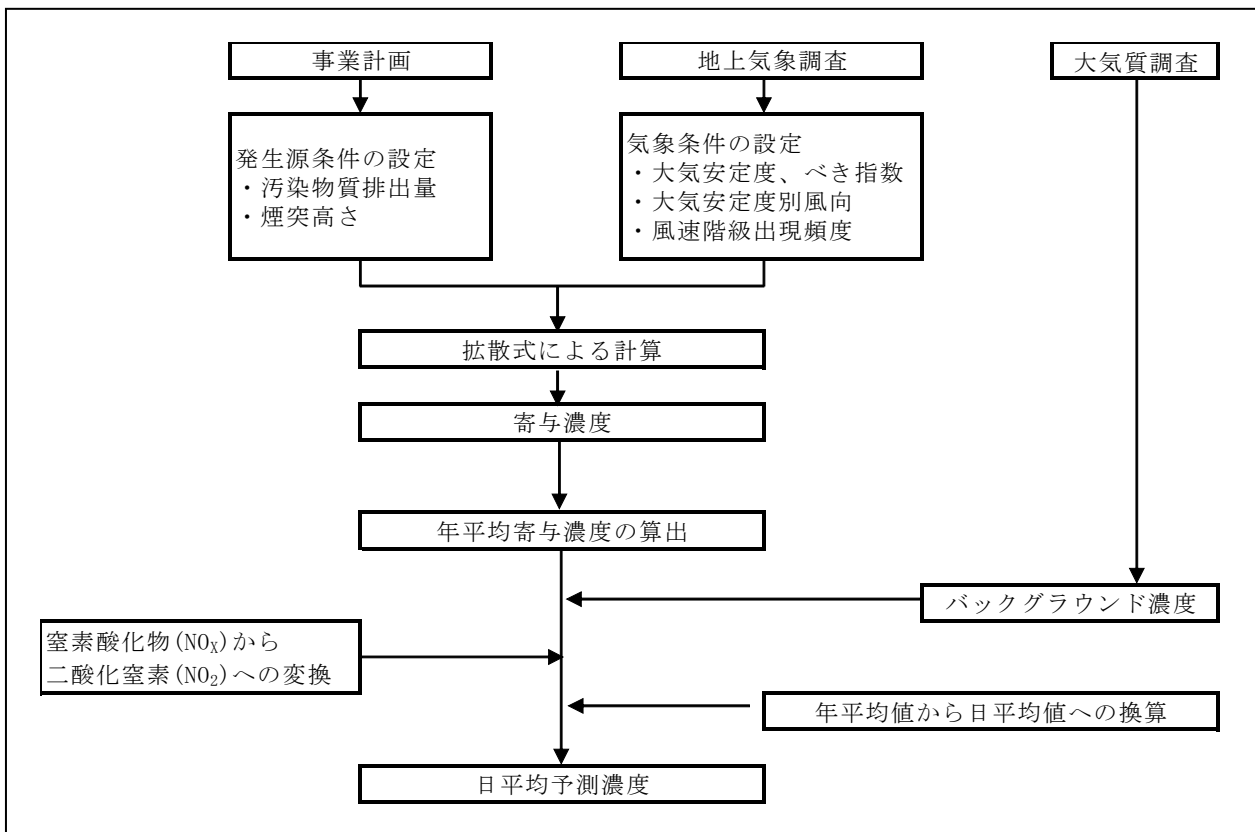 事業計画
地上気象調査
大気質調査
発生源条件の設定
・汚染物質排出量
・煙突高さ
気象条件の設定
・大気安定度、べき指数
・大気安定度別風向
・風速階級出現頻度
拡散式による計算
寄与濃度
年平均寄与濃度の算出
バックグラウンド濃度
窒素酸化物(NOX)から
二酸化窒素(NO2)への変換
年平均値から日平均値への換算
日平均予測濃度